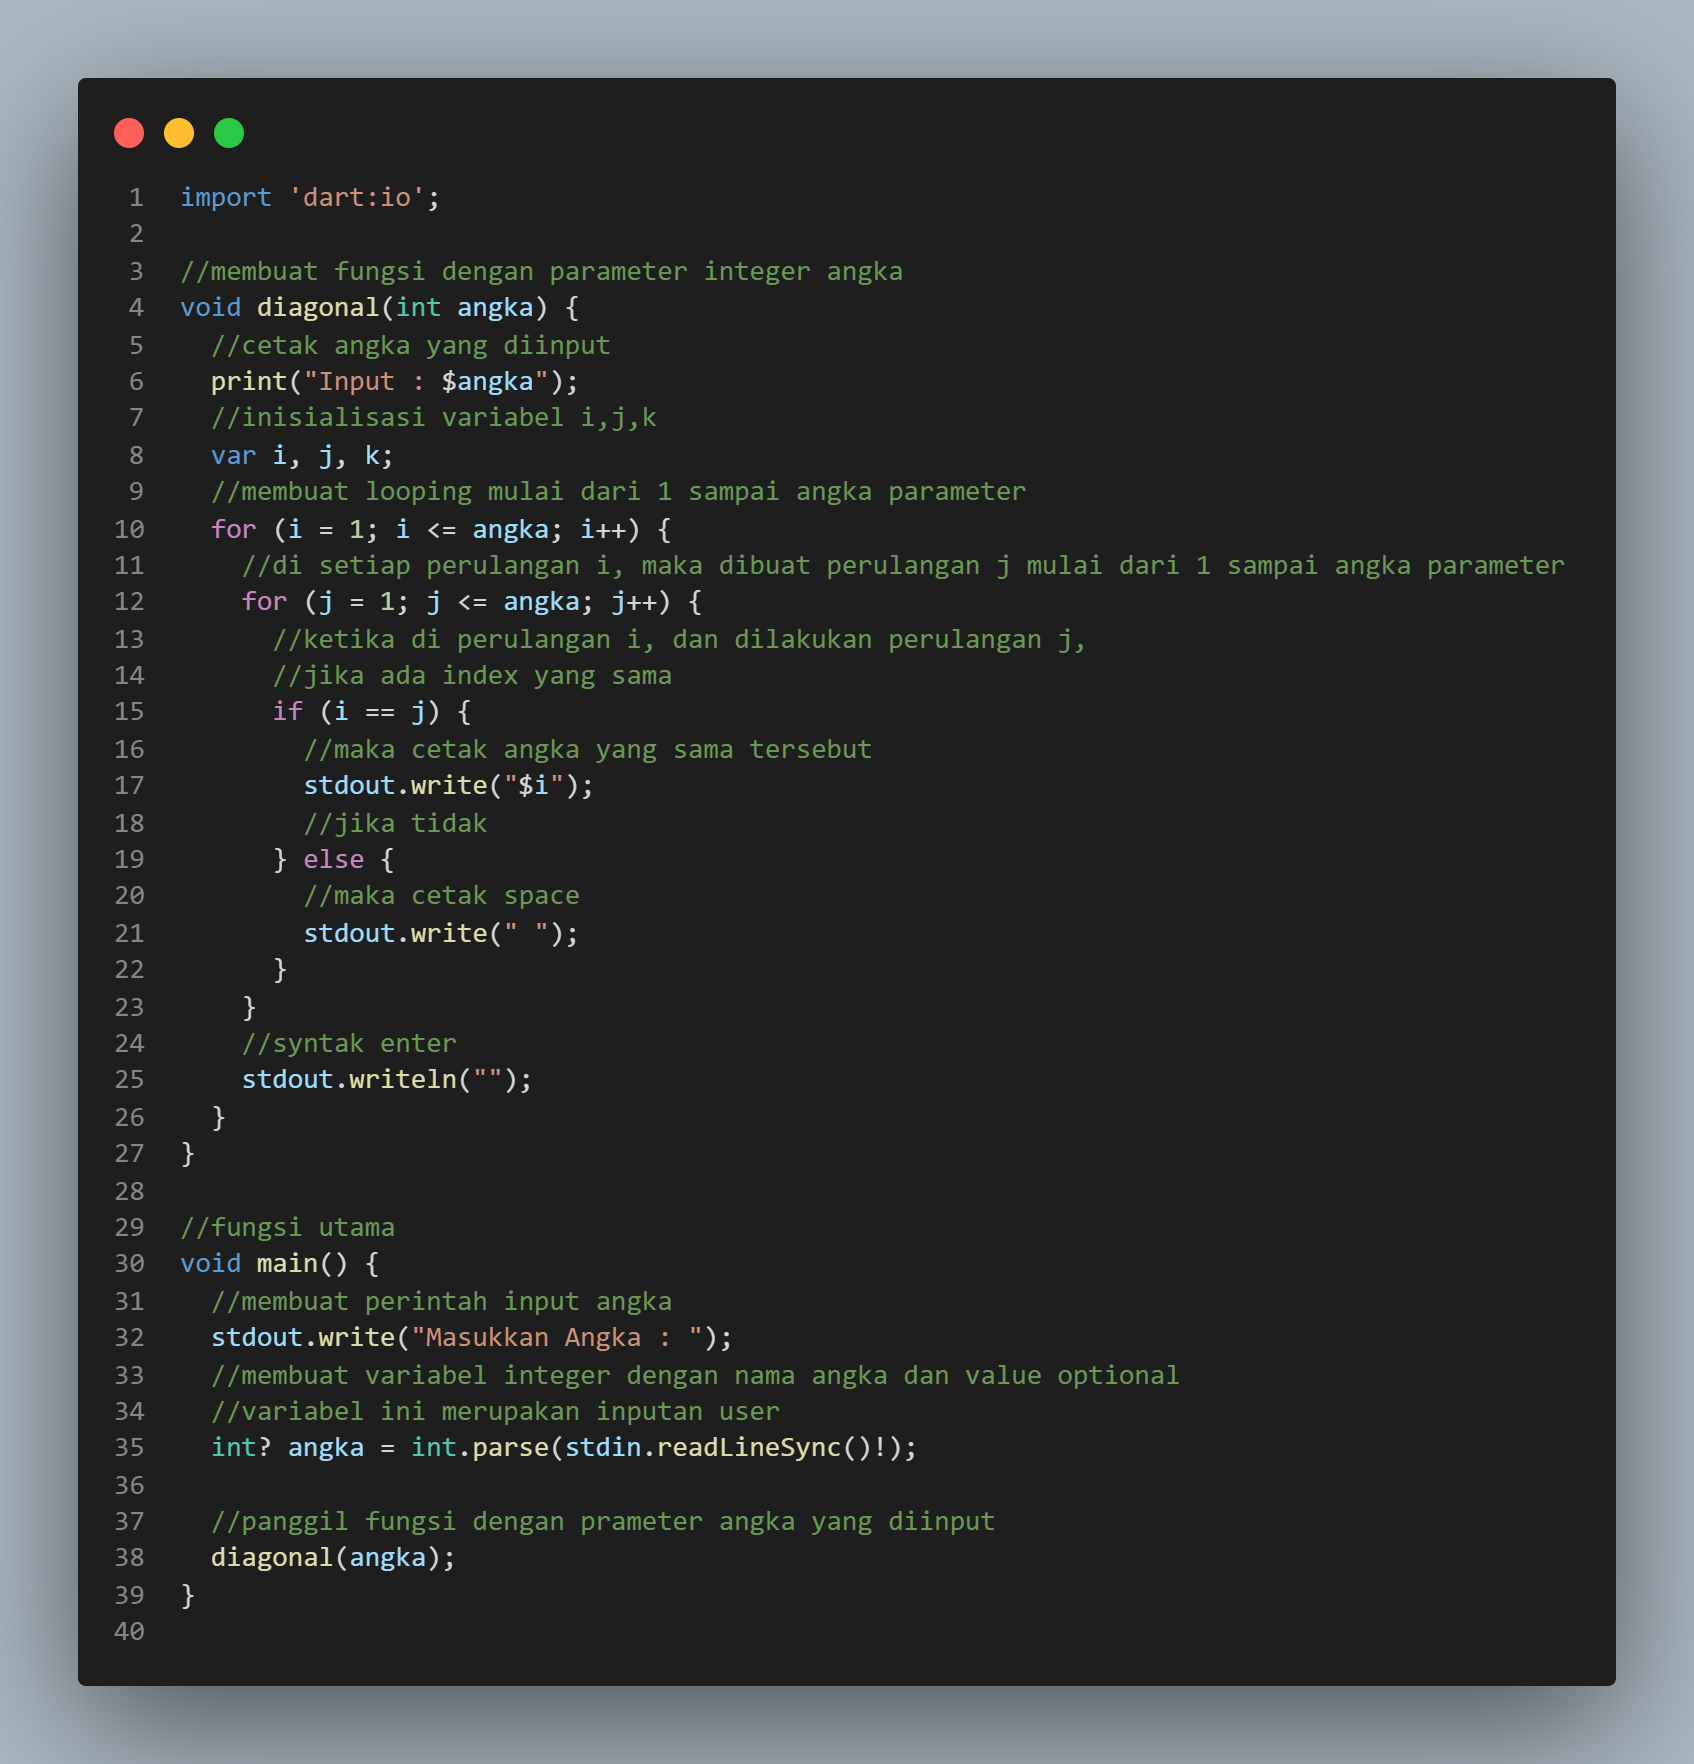 1 import 'dart:io';
2
3 //membuat fungsi dengan parameter integer angka
4 void diagonal(int angka) {
5   //cetak angka yang diinput
6   print("Input : $angka");
7   //inisialisasi variabel i,j,k
8   var i, j, k;
9   //membuat looping mulai dari 1 sampai angka parameter
10   for (i = 1; i <= angka; i++) {
11     //di setiap perulangan i, maka dibuat perulangan j mulai dari 1 sampai angka parameter
12     for (j = 1; j <= angka; j++) {
13       //ketika di perulangan i, dan dilakukan perulangan j,
14       //jika ada index yang sama
15       if (i == j) {
16         //maka cetak angka yang sama tersebut
17         stdout.write("$i");
18         //jika tidak
19       } else {
20         //maka cetak space
21         stdout.write(" ");
22       }
23     }
24     //syntak enter
25     stdout.writeln("");
26   }
27 }
28
29 //fungsi utama
30 void main() {
31   //membuat perintah input angka
32   stdout.write("Masukkan Angka : ");
33   //membuat variabel integer dengan nama angka dan value optional
34   //variabel ini merupakan inputan user
35   int? angka = int.parse(stdin.readLineSync()!);
36
37   //panggil fungsi dengan prameter angka yang diinput
38   diagonal(angka);
39 }
40